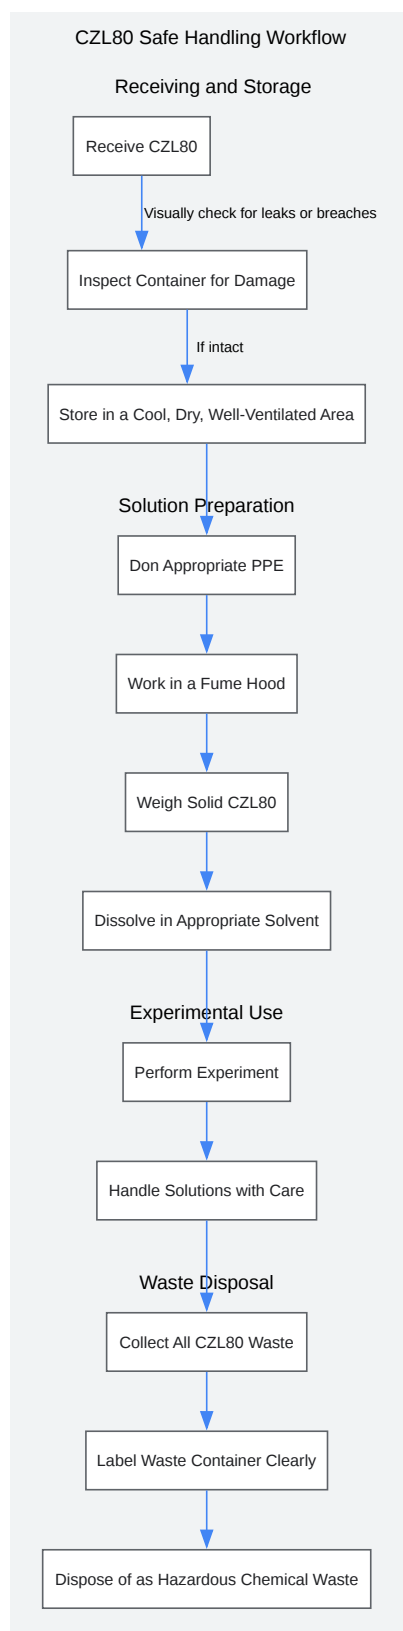 CZL80 Safe Handling Workflow
Receiving and Storage
Receive CZL80
Visually check for leaks or breaches
Inspect Container for Damage
If intact
Store in a Cool, Dry, Well-Ventilated Area
Solution Preparation
Don Appropriate PPE
Work in a Fume Hood
Weigh Solid CZL80
Dissolve in Appropriate Solvent
Experimental Use
Perform Experiment
Handle Solutions with Care
Waste Disposal
Collect All CZL80 Waste
Label Waste Container Clearly
Dispose of as Hazardous Chemical Waste